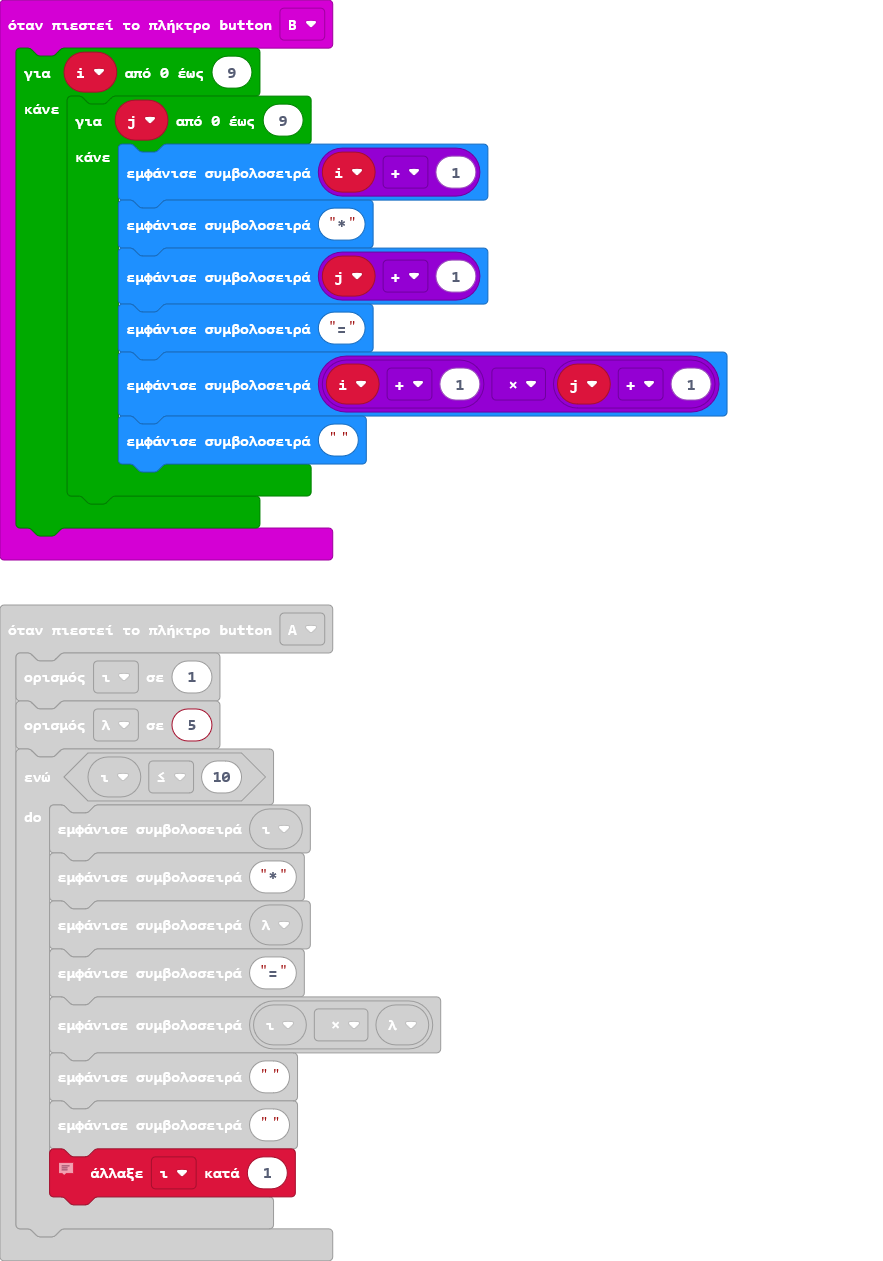 όταν πιεστεί το πλήκτρο button B
για i από 0 έως 9
κάνε
για j από 0 έως 9
κάνε
εμφάνισε συμβολοσειρά i + 1
εμφάνισε συμβολοσειρά "*"
εμφάνισε συμβολοσειρά j + 1
εμφάνισε συμβολοσειρά "="
εμφάνισε συμβολοσειρά i + 1 × j + 1
εμφάνισε συμβολοσειρά " "
όταν πιεστεί το πλήκτρο button A
ορισμός ι σε 1
ορισμός λ σε 5
ενώ ι ≤ 10
do
εμφάνισε συμβολοσειρά ι
εμφάνισε συμβολοσειρά "*"
εμφάνισε συμβολοσειρά λ
εμφάνισε συμβολοσειρά "="
εμφάνισε συμβολοσειρά ι × λ
εμφάνισε συμβολοσειρά " "
εμφάνισε συμβολοσειρά " "
άλλαξε ι κατά 1